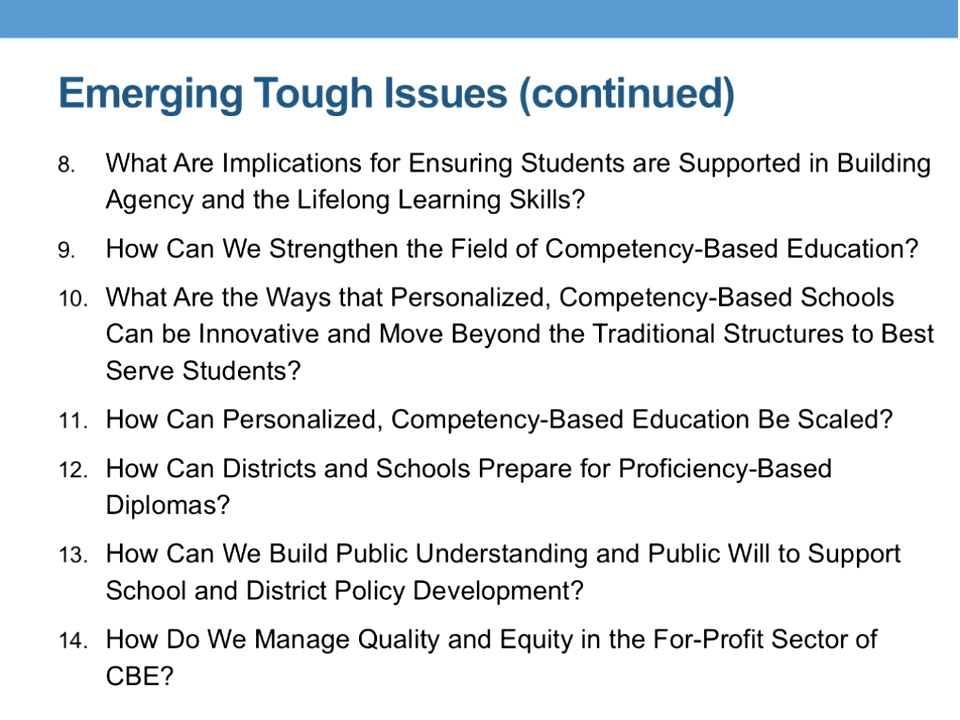 Emerging Tough Issues (continued)
8. What Are Implications for Ensuring Students are Supported in Building
Agency and the Lifelong Learning Skills?
9. How Can We Strengthen the Field of Competency-Based Education?
10. What Are the Ways that Personalized, Competency-Based Schools
Can be Innovative and Move Beyond the Traditional Structures to Best
Serve Students?
11. How Can Personalized, Competency-Based Education Be Scaled?
12. How Can Districts and Schools Prepare for Proficiency-Based
Diplomas?
13. How Can We Build Public Understanding and Public Will to Support
School and District Policy Development?
14. How Do We Manage Quality and Equity in the For-Profit Sector of
CBE?